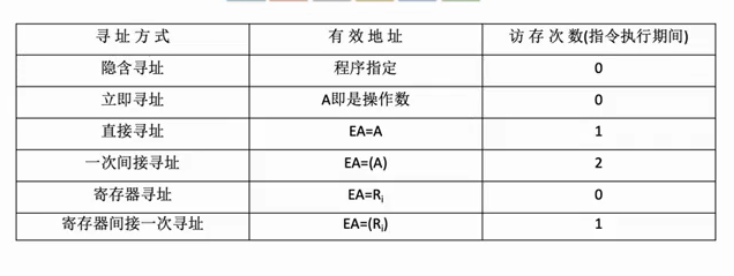 寻址方式 有效地址 访存次数(指令执行期间)
隐含寻址 程序指定 0
立即寻址 A即是操作数 0
直接寻址 EA=A 1
一次间接寻址 EA=(A) 2
寄存器寻址 EA=Ri 0
寄存器间接一次寻址 EA=(Ri) 1